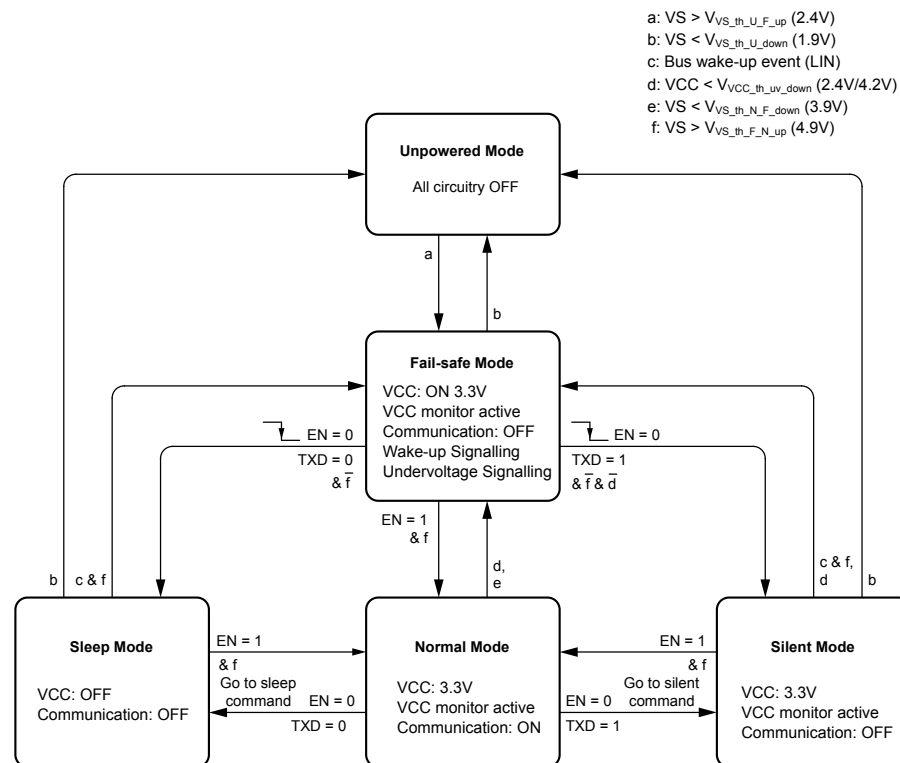 a: VS > V_VS_th_U_F_up (2.4V)
b: VS < V_VS_th_U_down (1.9V)
c: Bus wake-up event (LIN)
d: VCC < V_VCC_th_uv_down (2.4V/4.2V)
e: VS < V_VS_th_N_F_down (3.9V)
f: VS > V_VS_th_F_N_up (4.9V)
Unpowered Mode
All circuitry OFF
a
b
Fail-safe Mode
VCC: ON 3.3V
VCC monitor active
Communication: OFF
Wake-up Signalling
Undervoltage Signalling
EN = 0
TXD = 0
& f̅
EN = 0
TXD = 1
& f̅ & d̅
EN = 1
& f
d,
e
b
c & f
c & f,
d
b
Sleep Mode
VCC: OFF
Communication: OFF
EN = 1
& f
Go to sleep
command
EN = 0
TXD = 0
Normal Mode
VCC: 3.3V
VCC monitor active
Communication: ON
EN = 1
& f
Go to silent
command
EN = 0
TXD = 1
Silent Mode
VCC: 3.3V
VCC monitor active
Communication: OFF